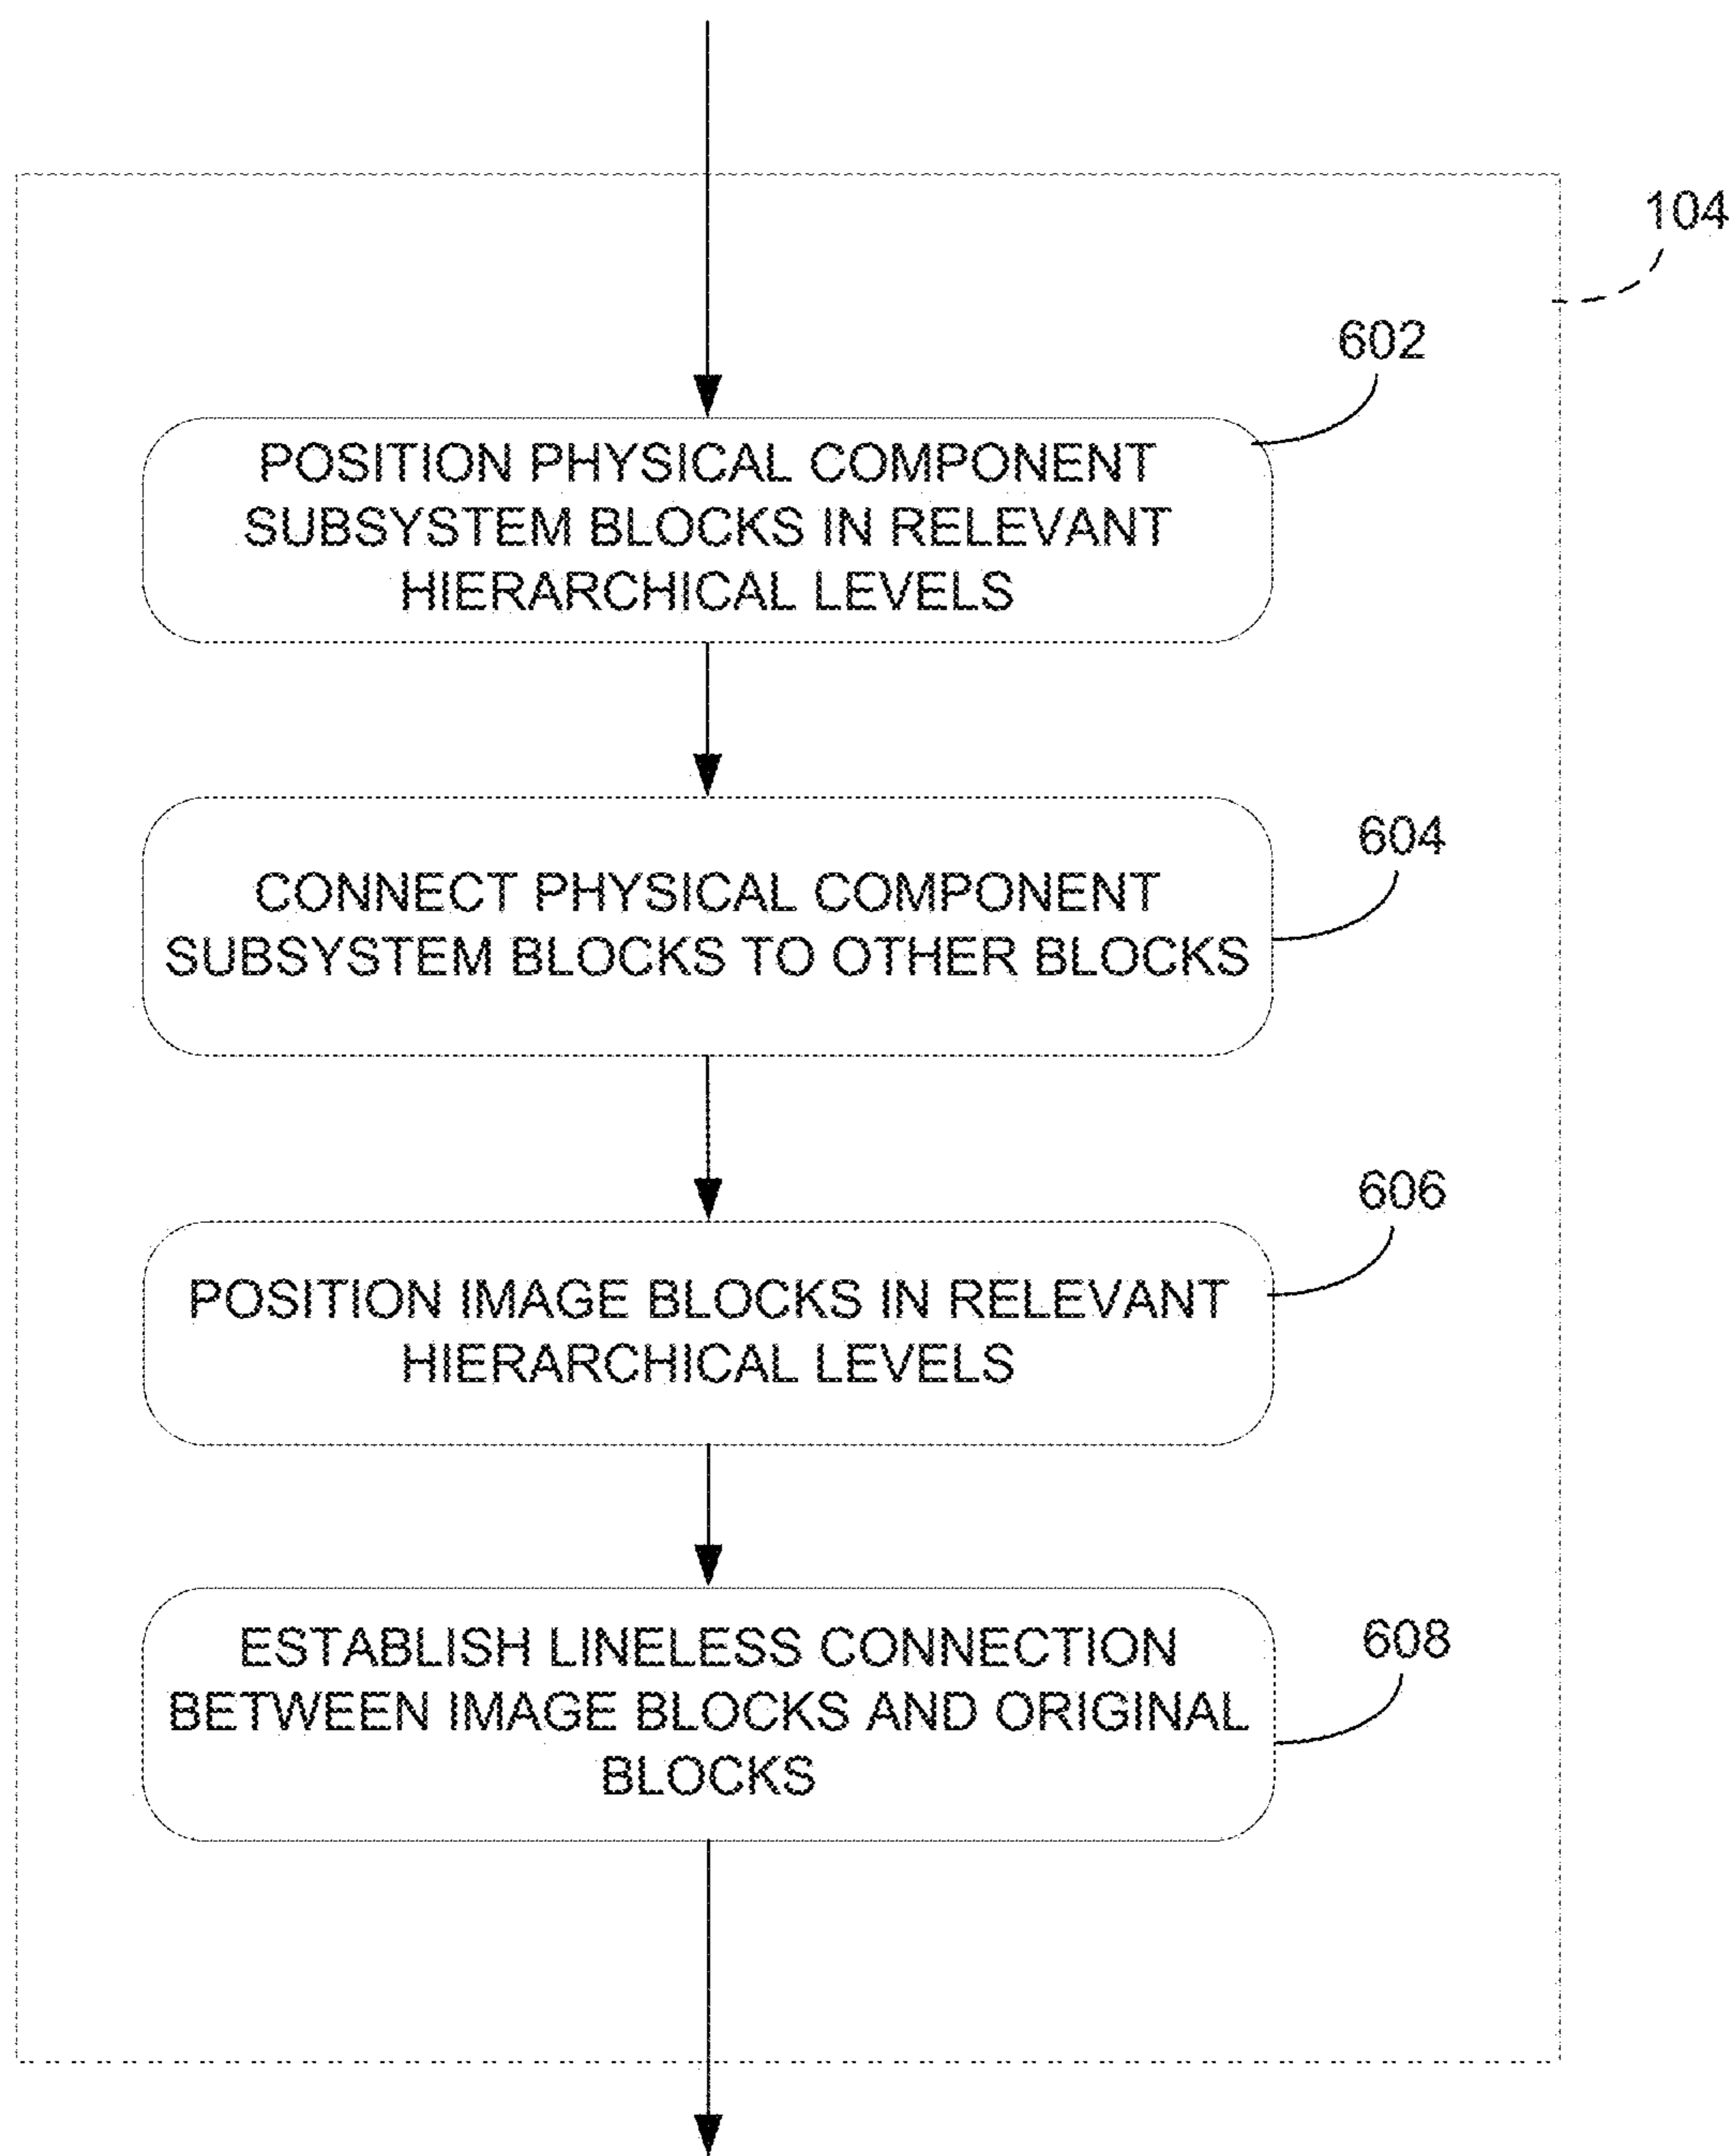 104
602
POSITION PHYSICAL COMPONENT
SUBSYSTEM BLOCKS IN RELEVANT
HIERARCHICAL LEVELS
604
CONNECT PHYSICAL COMPONENT
SUBSYSTEM BLOCKS TO OTHER BLOCKS
606
POSITION IMAGE BLOCKS IN RELEVANT
HIERARCHICAL LEVELS
608
ESTABLISH LINELESS CONNECTION
BETWEEN IMAGE BLOCKS AND ORIGINAL
BLOCKS